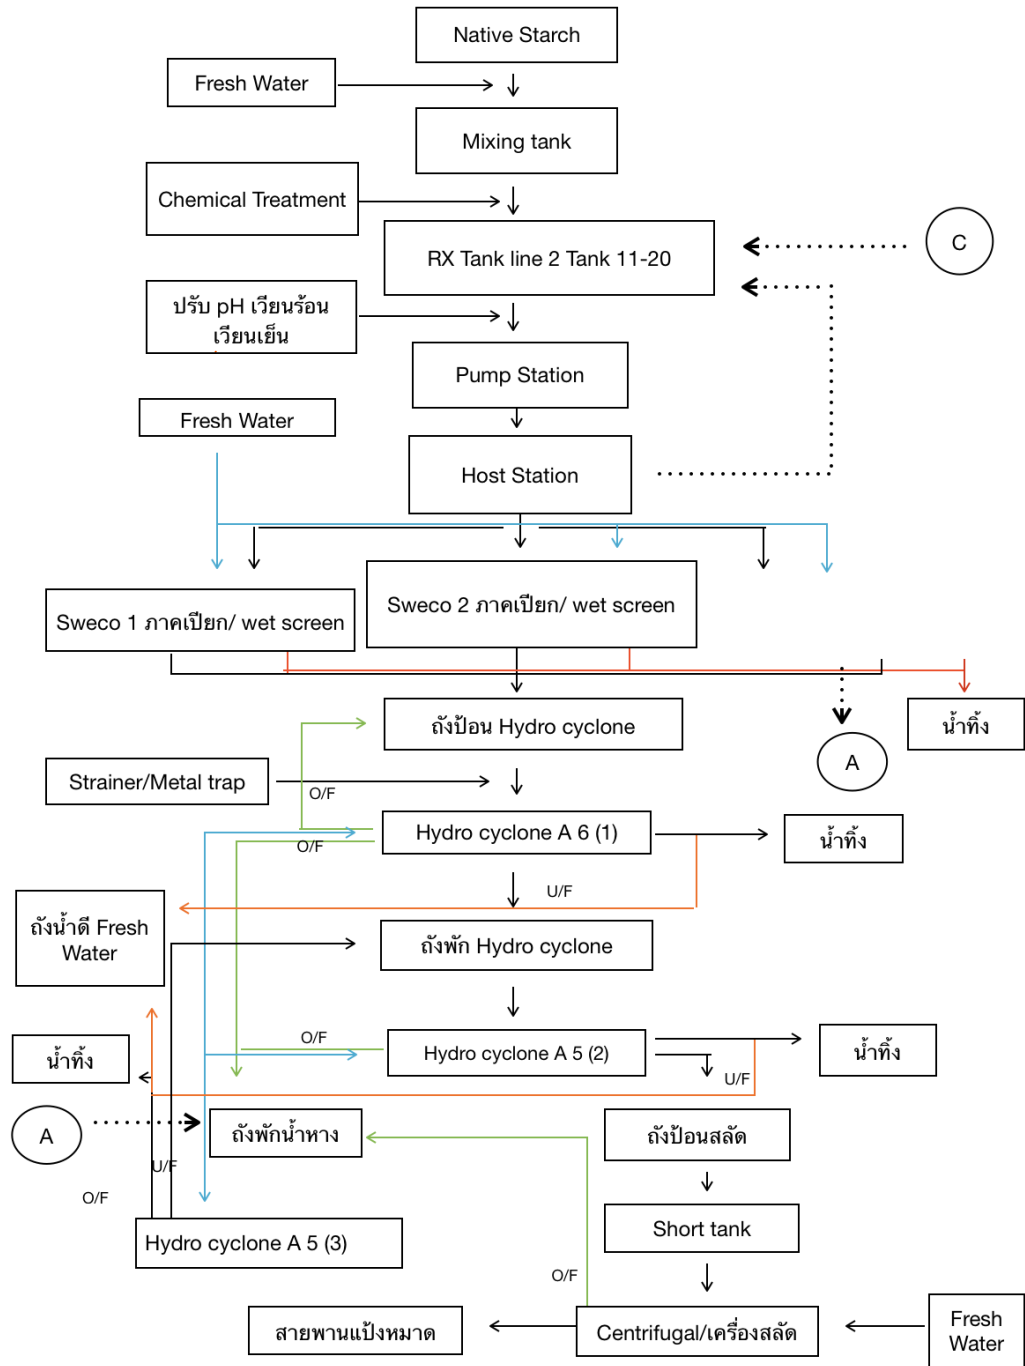 Native Starch
Fresh Water
Mixing tank
Chemical Treatment
RX Tank line 2 Tank 11-20
C
ปรับ pH เวียนร้อน
เวียนเย็น
Pump Station
Fresh Water
Host Station
Sweco 1 ภาคเปียก/ wet screen
Sweco 2 ภาคเปียก/ wet screen
ถังป้อน Hydro cyclone
น้ำทิ้ง
A
Strainer/Metal trap
O/F
Hydro cyclone A 6 (1)
น้ำทิ้ง
O/F
U/F
ถังน้ำดี Fresh
Water
ถังพัก Hydro cyclone
O/F
Hydro cyclone A 5 (2)
น้ำทิ้ง
น้ำทิ้ง
U/F
A
ถังพักน้ำหาง
ถังป้อนสลัด
U/F
O/F
Short tank
Hydro cyclone A 5 (3)
O/F
สายพานแป้งหมาด
Centrifugal/เครื่องสลัด
Fresh
Water